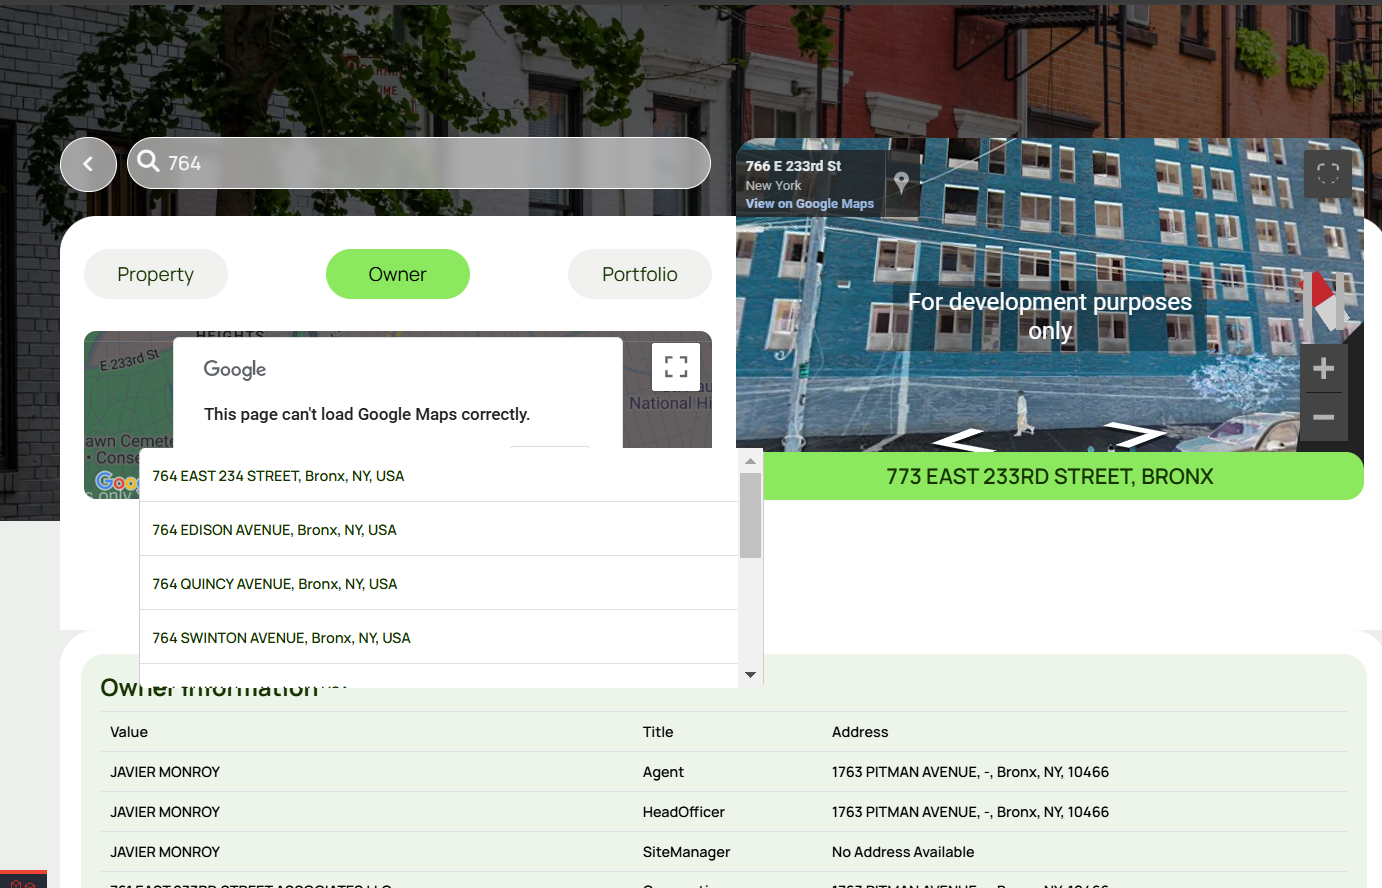 764
766 E 233rd St
New York
View on Google Maps
Property
Owner
Portfolio
For development purposes
only
HEIGHTS
E 233rd St
Google
This page can't load Google Maps correctly.
National Hi
awn Cemete
• Conse
Goo
s only
773 EAST 233RD STREET, BRONX
764 EAST 234 STREET, Bronx, NY, USA
764 EDISON AVENUE, Bronx, NY, USA
764 QUINCY AVENUE, Bronx, NY, USA
764 SWINTON AVENUE, Bronx, NY, USA
Owner Information
Value Title Address
JAVIER MONROY Agent 1763 PITMAN AVENUE, -, Bronx, NY, 10466
JAVIER MONROY HeadOfficer 1763 PITMAN AVENUE, -, Bronx, NY, 10466
JAVIER MONROY SiteManager No Address Available